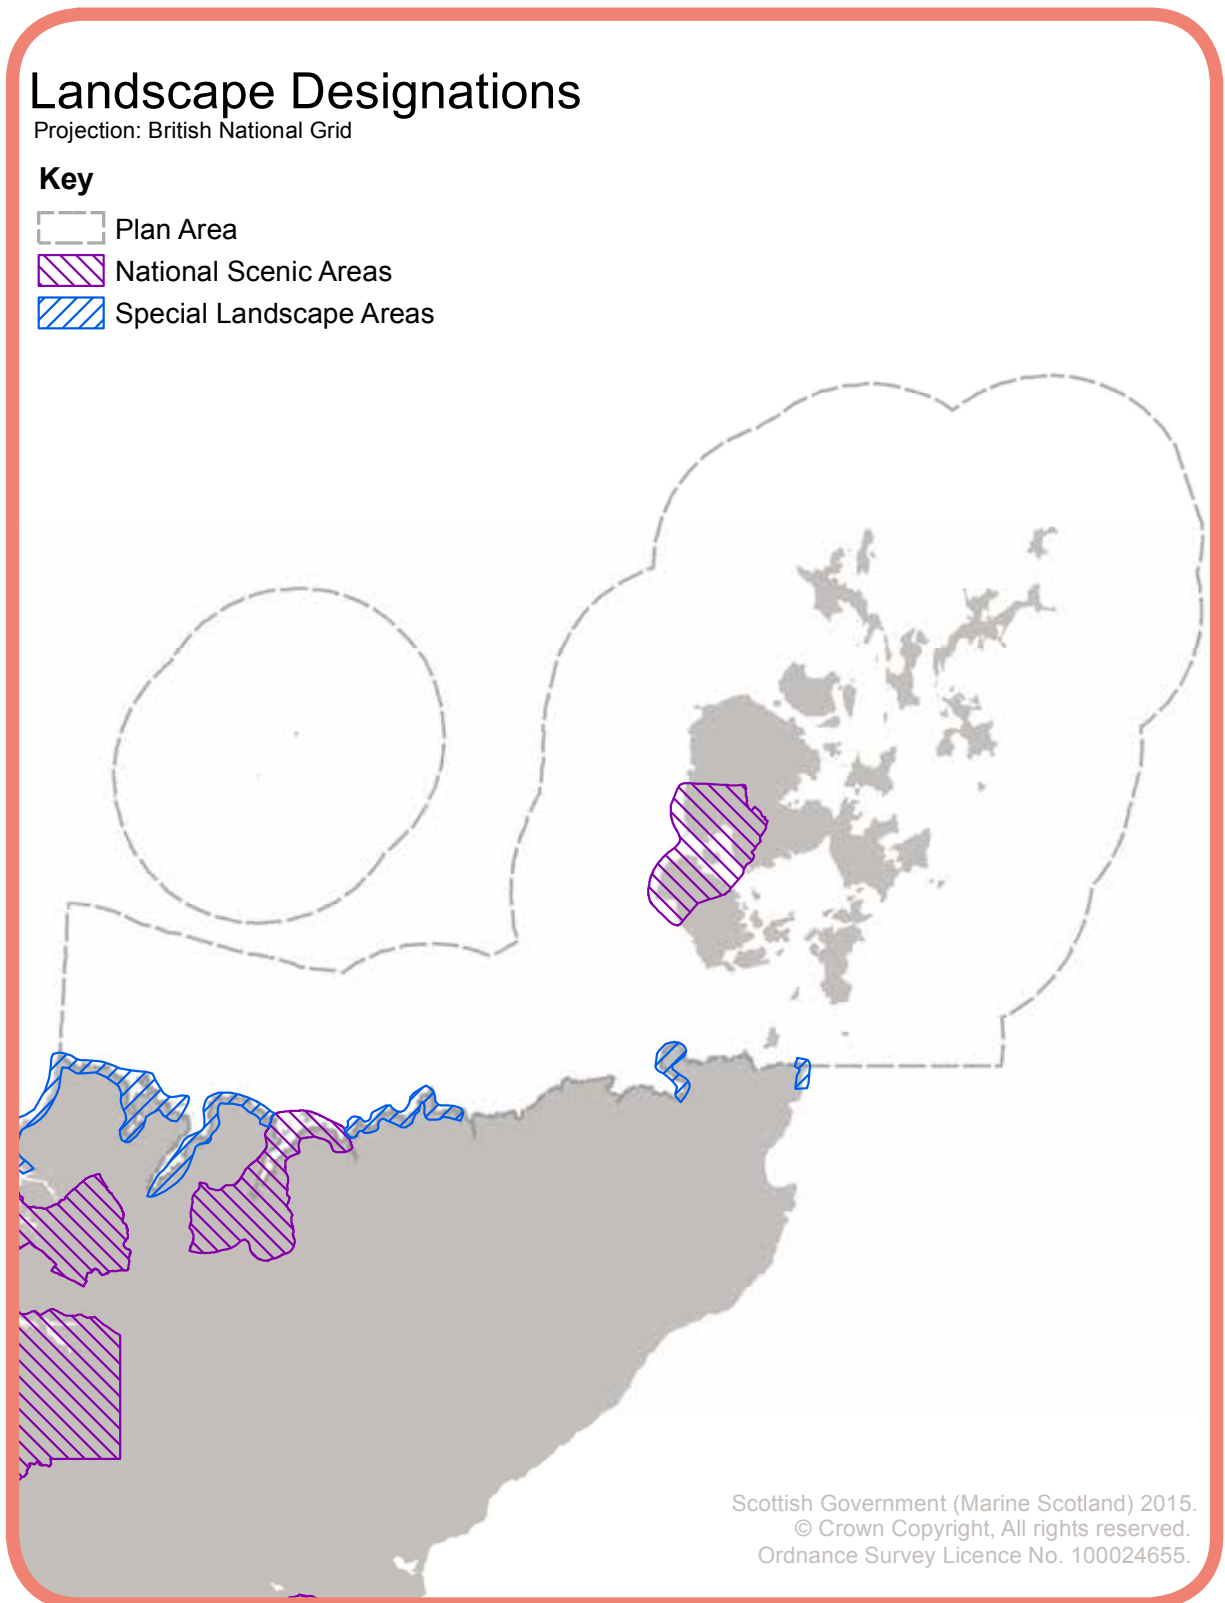 Landscape Designations
Projection: British National Grid
Key
Plan Area
National Scenic Areas
Special Landscape Areas
Scottish Government (Marine Scotland) 2015.
© Crown Copyright, All rights reserved.
Ordnance Survey Licence No. 100024655.